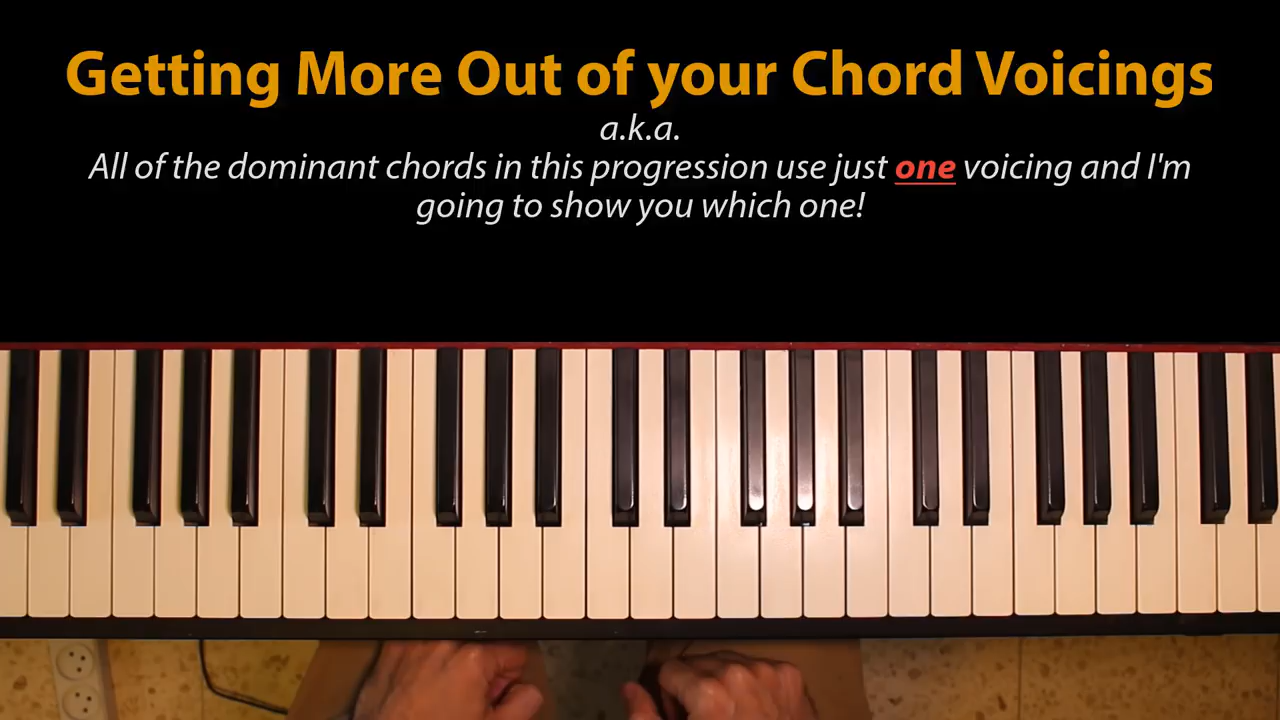 Getting More Out of your Chord Voicings
a.k.a.
All of the dominant chords in this progression use just one voicing and I'm
going to show you which one!